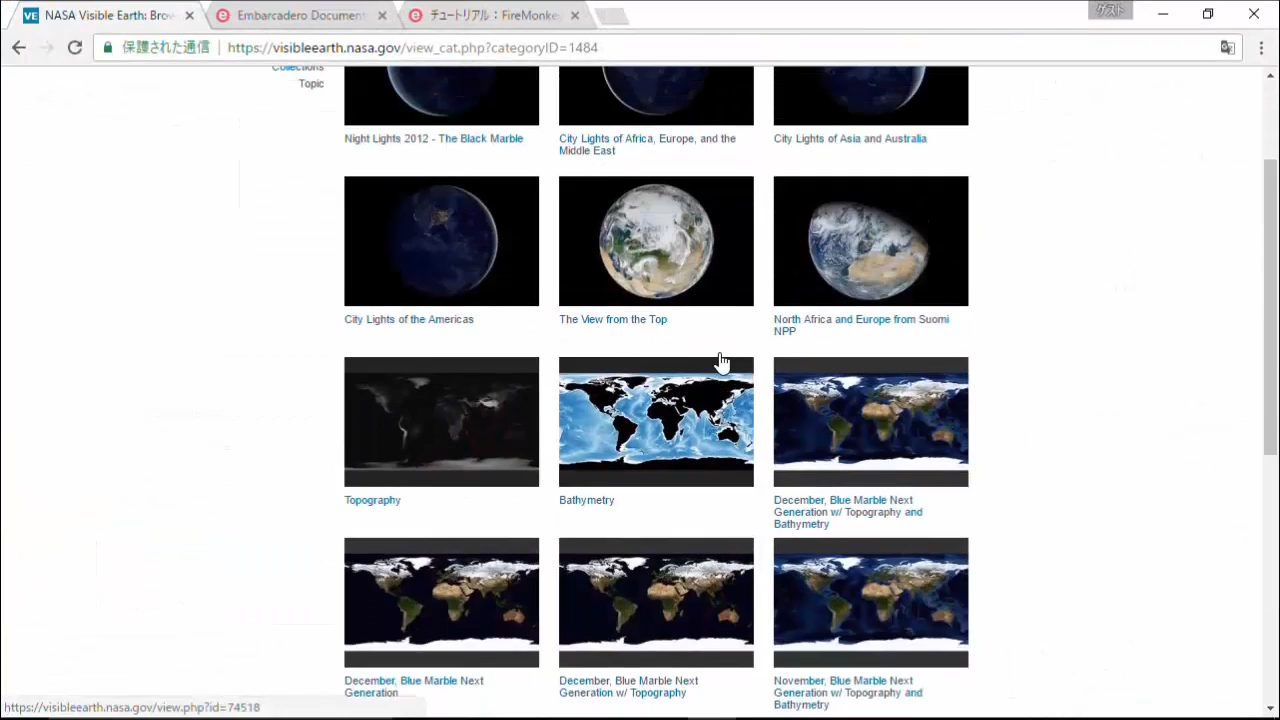 NASA Visible Earth: Brow
Embarcadero Document
チュートリアル：FireMonke
ゲスト
保護された通信
https://visibleearth.nasa.gov/view_cat.php?categoryID=1484
Collections
Topic
Night Lights 2012 - The Black Marble
City Lights of Africa, Europe, and the
Middle East
City Lights of Asia and Australia
City Lights of the Americas
The View from the Top
North Africa and Europe from Suomi
NPP
Topography
Bathymetry
December, Blue Marble Next
Generation w/ Topography and
Bathymetry
December, Blue Marble Next
Generation
December, Blue Marble Next
Generation w/ Topography
November, Blue Marble Next
Generation w/ Topography and
Bathymetry
https://visibleearth.nasa.gov/view.php?id=74518